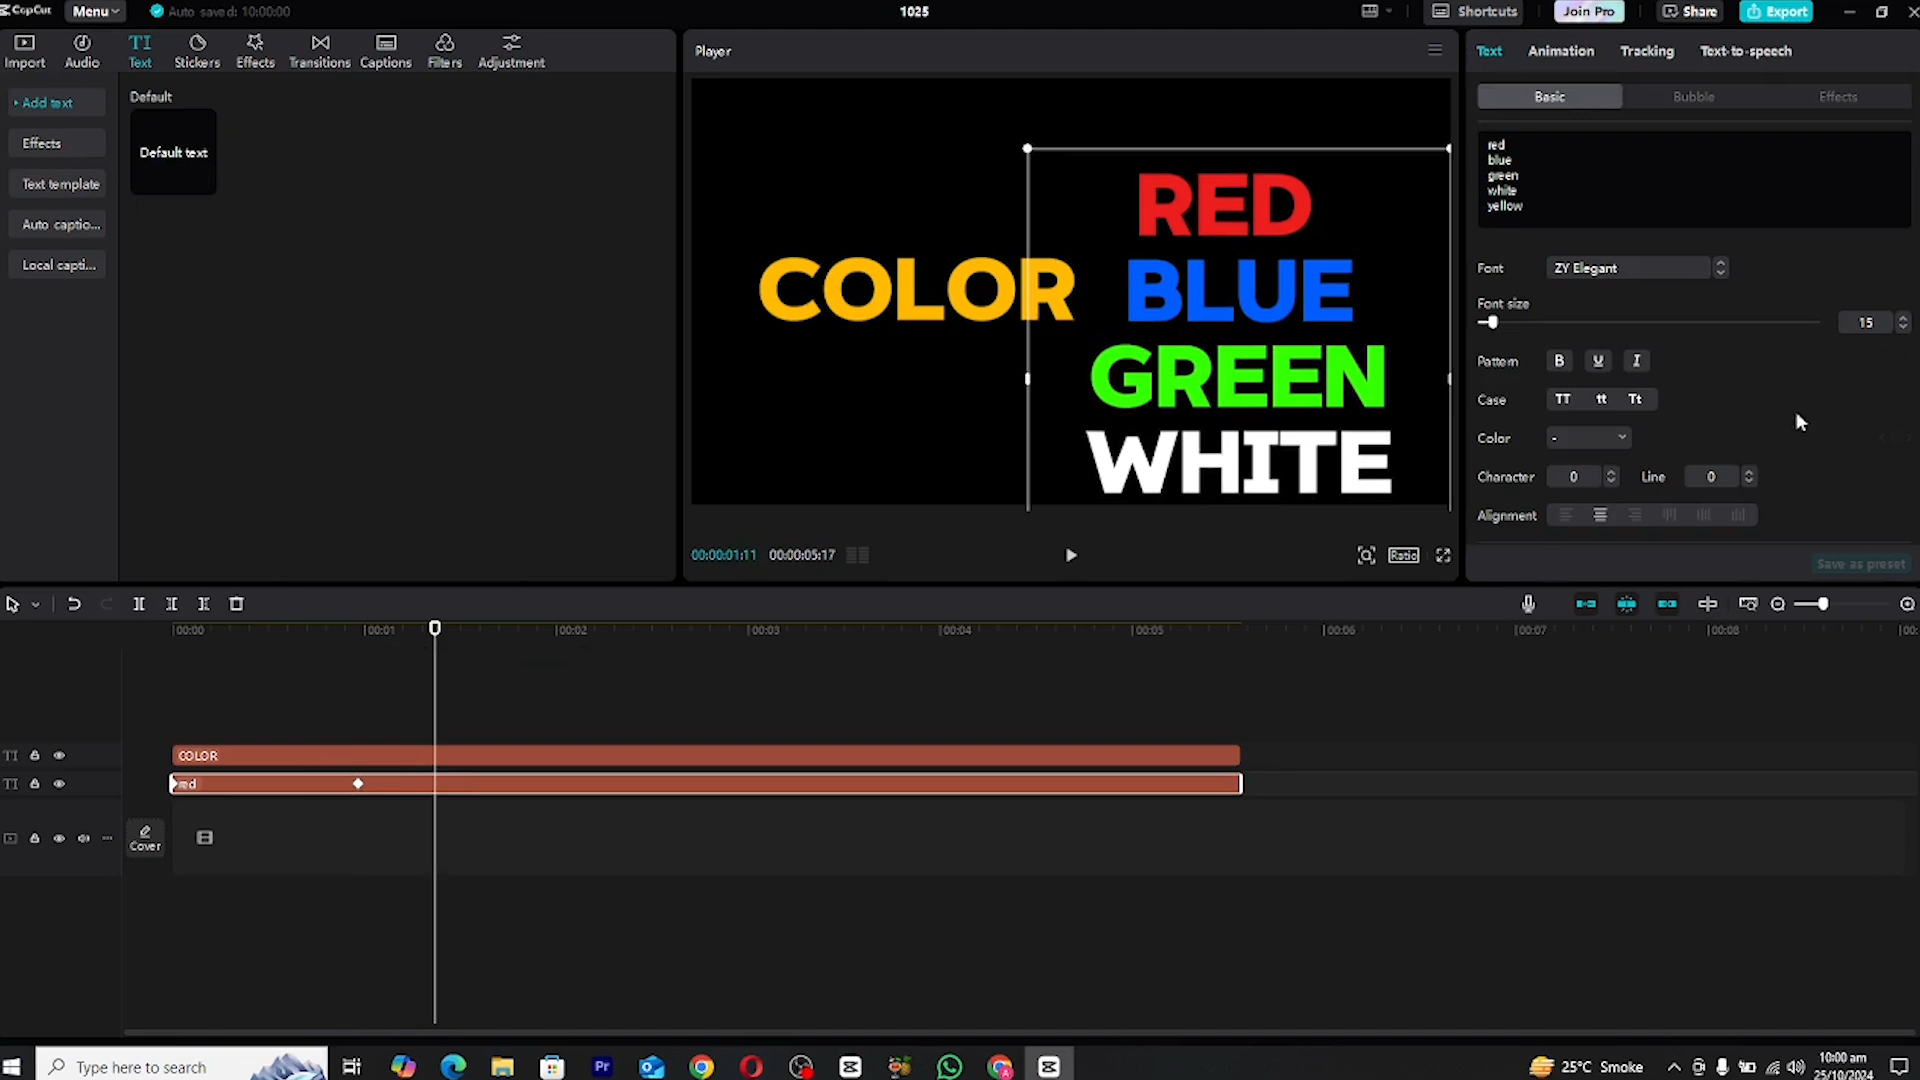 CapCut Menu Auto saved: 10:00:00 1025 Shortcuts Join Pro Share Export
Import Audio Text Stickers Effects Transitions Captions Filters Adjustment
TI
Add text
Effects
Text template
Auto captio...
Local capti...
Default
Default text
Player
RED
COLOR BLUE
GREEN
WHITE
00:00:01:11 00:00:05:17 Ratio
Text Animation Tracking Text-to-speech
Basic Bubble Effects
red
blue
green
white
yellow
Font ZY Elegant
Font size
15
Pattern B U I
Case TT tt Tt
Color -
Character 0 Line 0
Alignment
Save as preset
00:00 00:01 00:02 00:03 00:04 00:05 00:06 00:07 00:08 00:
TI COLOR
TI red
Cover
Type here to search Pr 25°C Smoke 10:00 am
25/10/2024